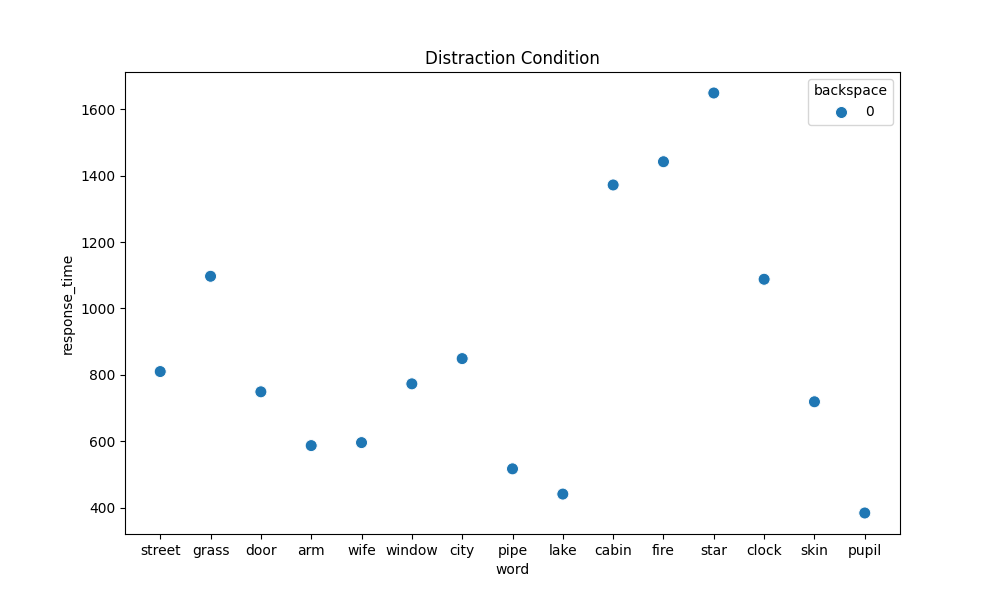 Distraction Condition
backspace
0
response_time
1600
1400
1200
1000
800
600
400
street grass door arm wife window city pipe lake cabin fire star clock skin pupil
word